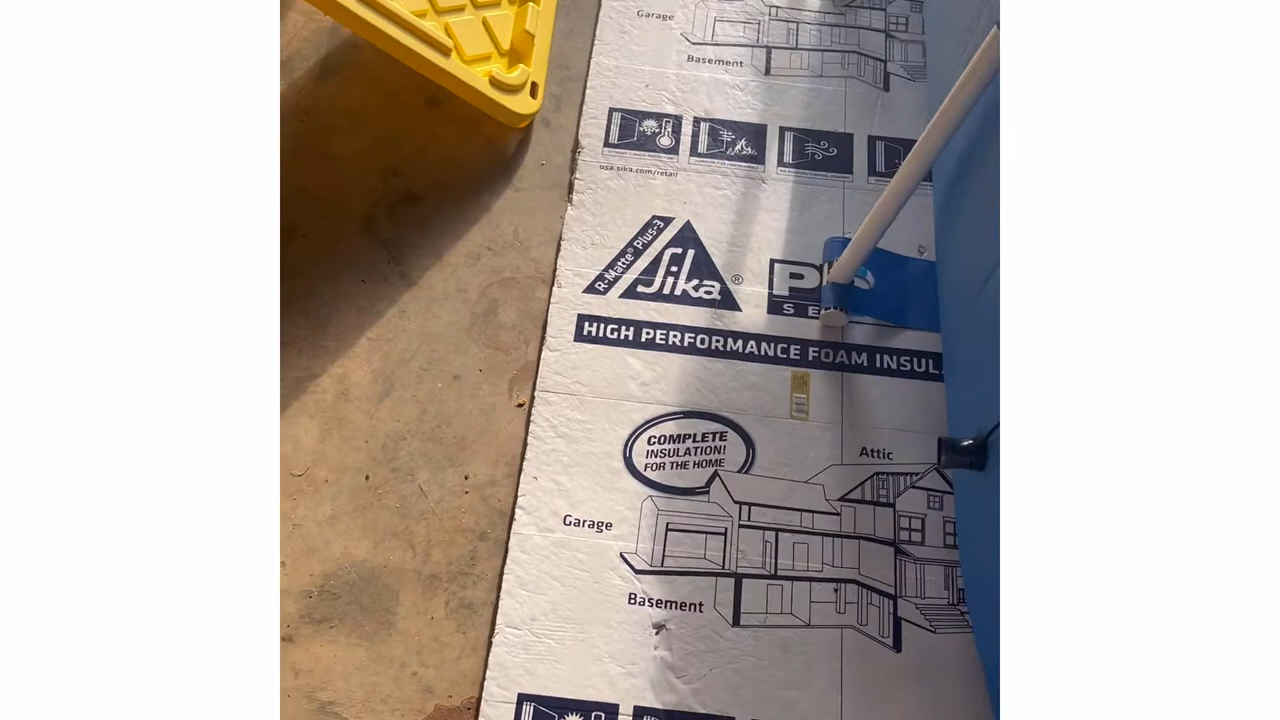 Garage
Basement
usa.sika.com/retail
R-Matte® Plus-3
Sika®
P
SE
HIGH PERFORMANCE FOAM INSUL
COMPLETE
INSULATION!
FOR THE HOME
Attic
Garage
Basement